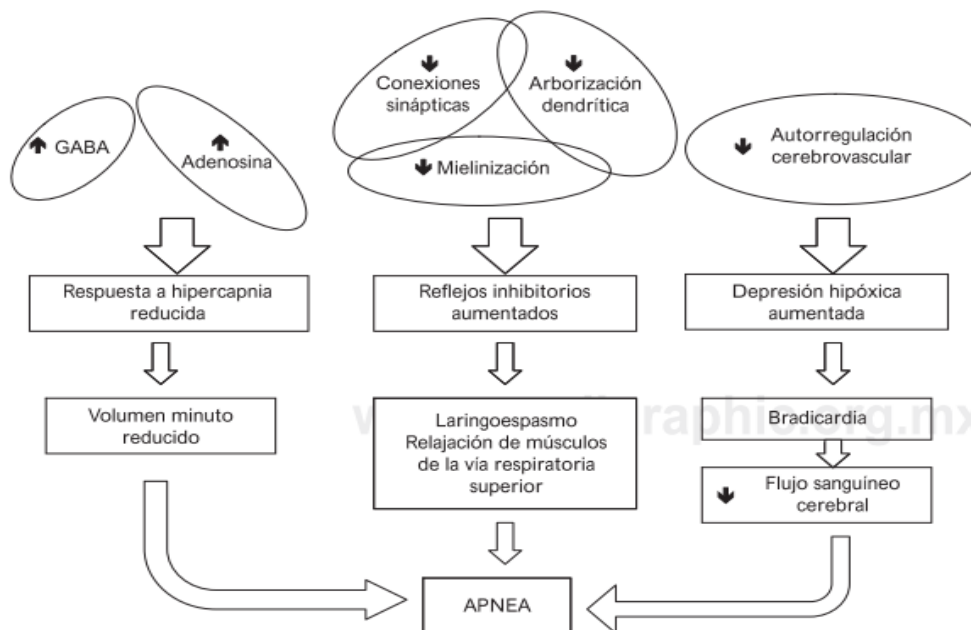 ⬆ GABA
⬆
Adenosina
⬇
Conexiones
sinápticas
⬇
Arborización
dendrítica
⬇ Mielinización
⬇ Autorregulación
cerebrovascular
Respuesta a hipercapnia
reducida
Reflejos inhibitorios
aumentados
Depresión hipóxica
aumentada
Volumen minuto
reducido
Laringoespasmo
Relajación de músculos
de la vía respiratoria
superior
Bradicardia
⬇ Flujo sanguíneo
cerebral
APNEA